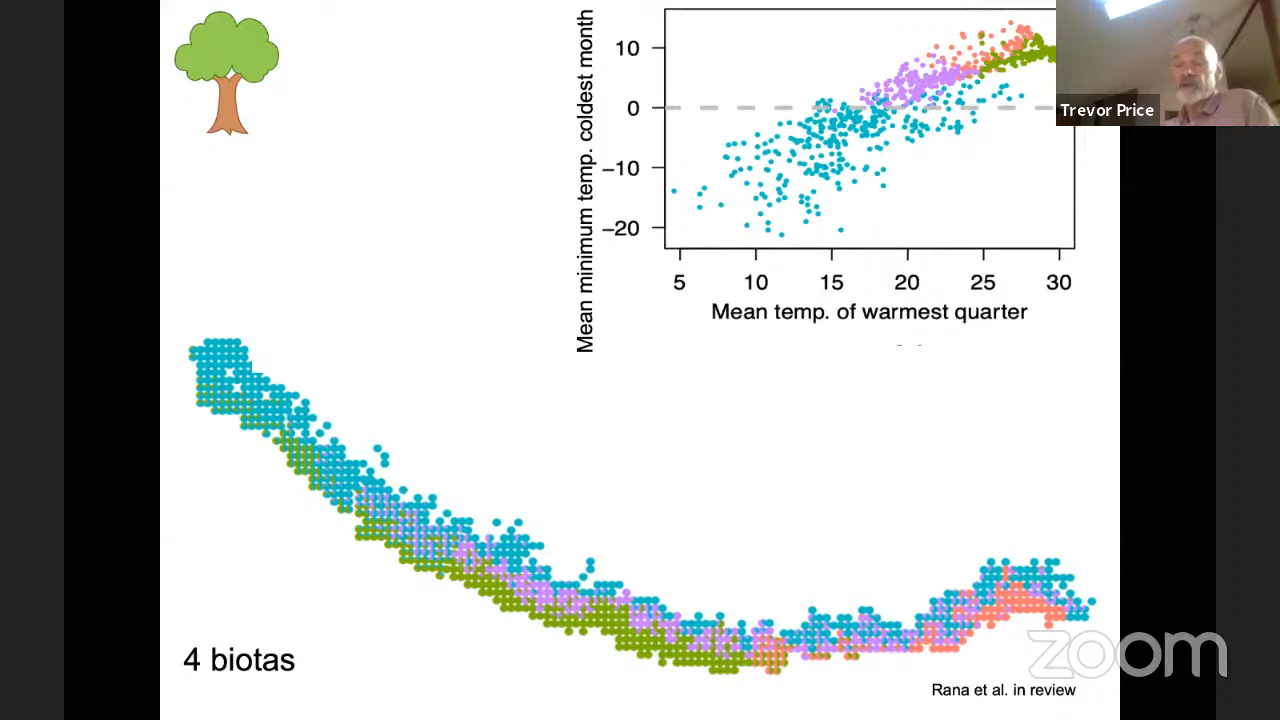 Mean minimum temp. coldest month
10
0
−10
−20
5 10 15 20 25 30
Mean temp. of warmest quarter
Trevor Price
4 biotas
zoom
Rana et al. in review